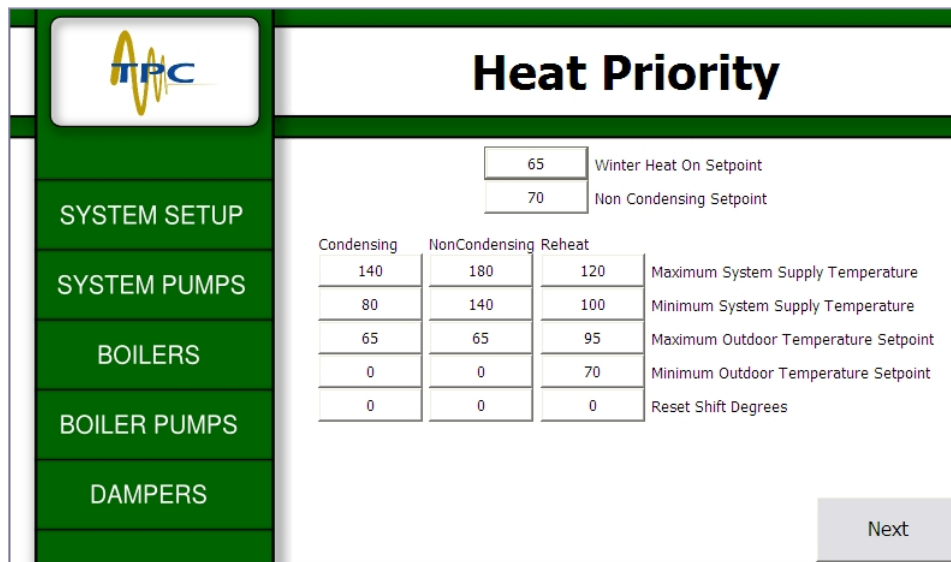 TPC
Heat Priority
65 Winter Heat On Setpoint
70 Non Condensing Setpoint
SYSTEM SETUP
SYSTEM PUMPS
BOILERS
BOILER PUMPS
DAMPERS
Condensing NonCondensing Reheat
140 180 120 Maximum System Supply Temperature
80 140 100 Minimum System Supply Temperature
65 65 95 Maximum Outdoor Temperature Setpoint
0 0 70 Minimum Outdoor Temperature Setpoint
0 0 0 Reset Shift Degrees
Next